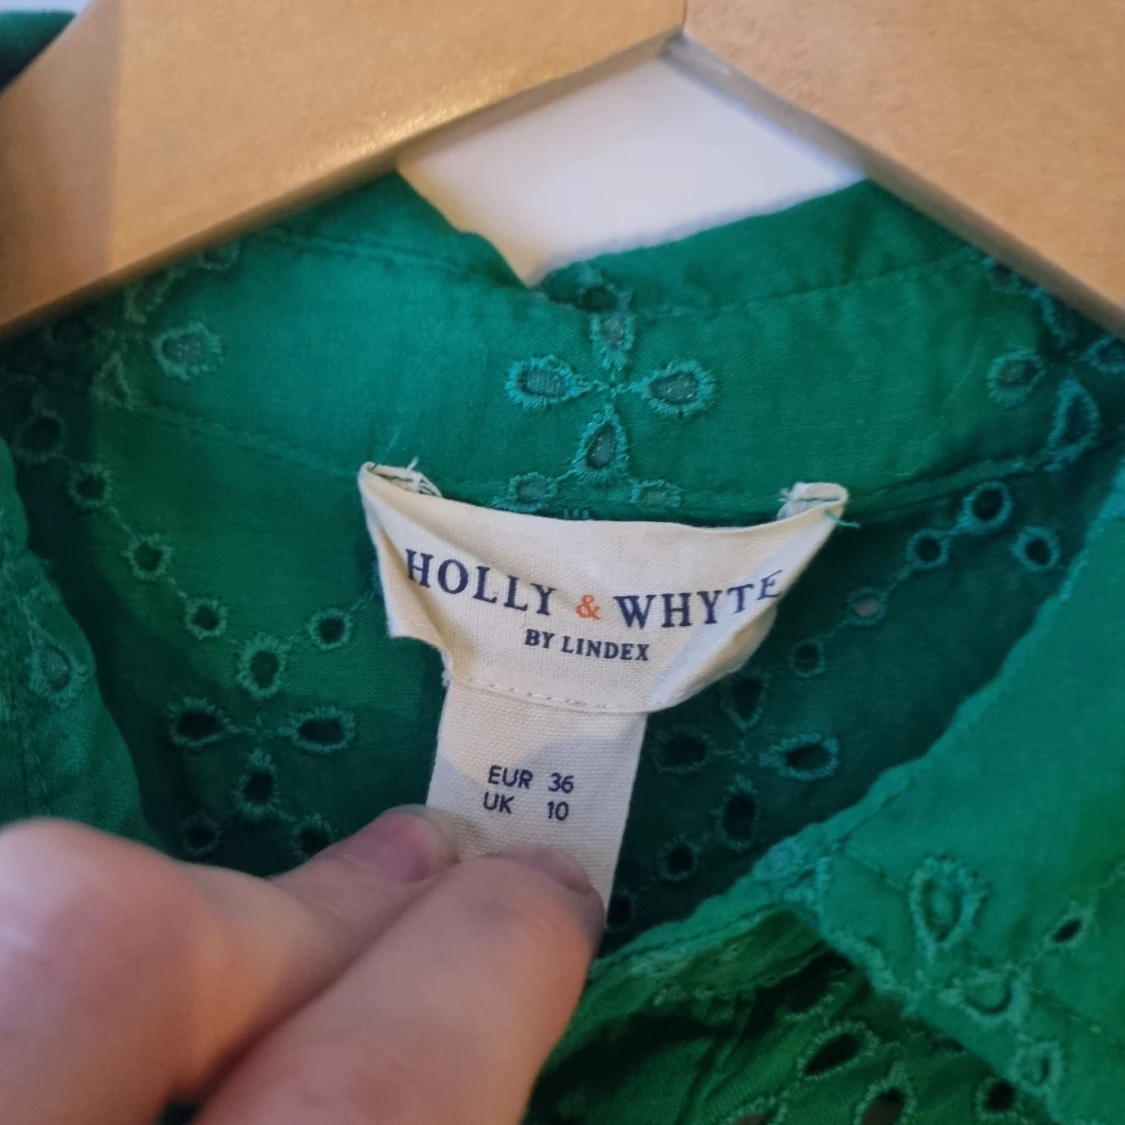 HOLLY & WHYTE
BY LINDEX
EUR 36
UK 10